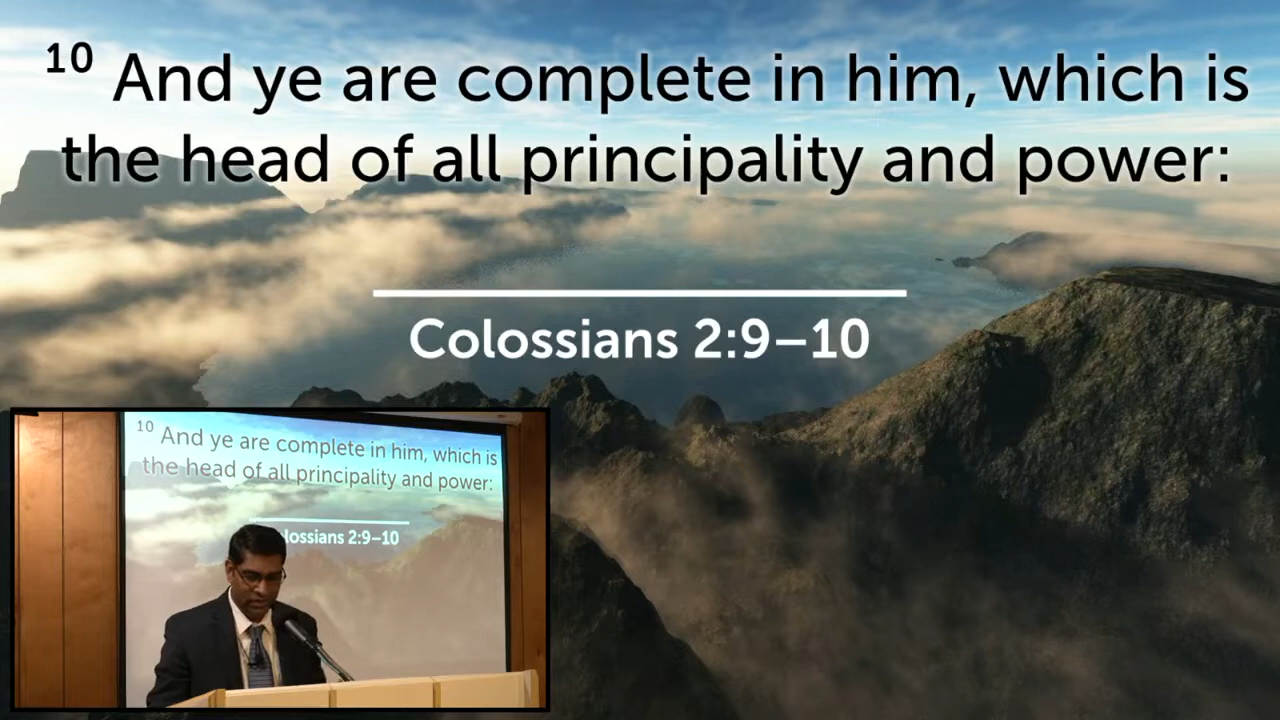 10 And ye are complete in him, which is
the head of all principality and power:
Colossians 2:9–10
10 And ye are complete in him, which is
the head of all principality and power:
lossians 2:9–10